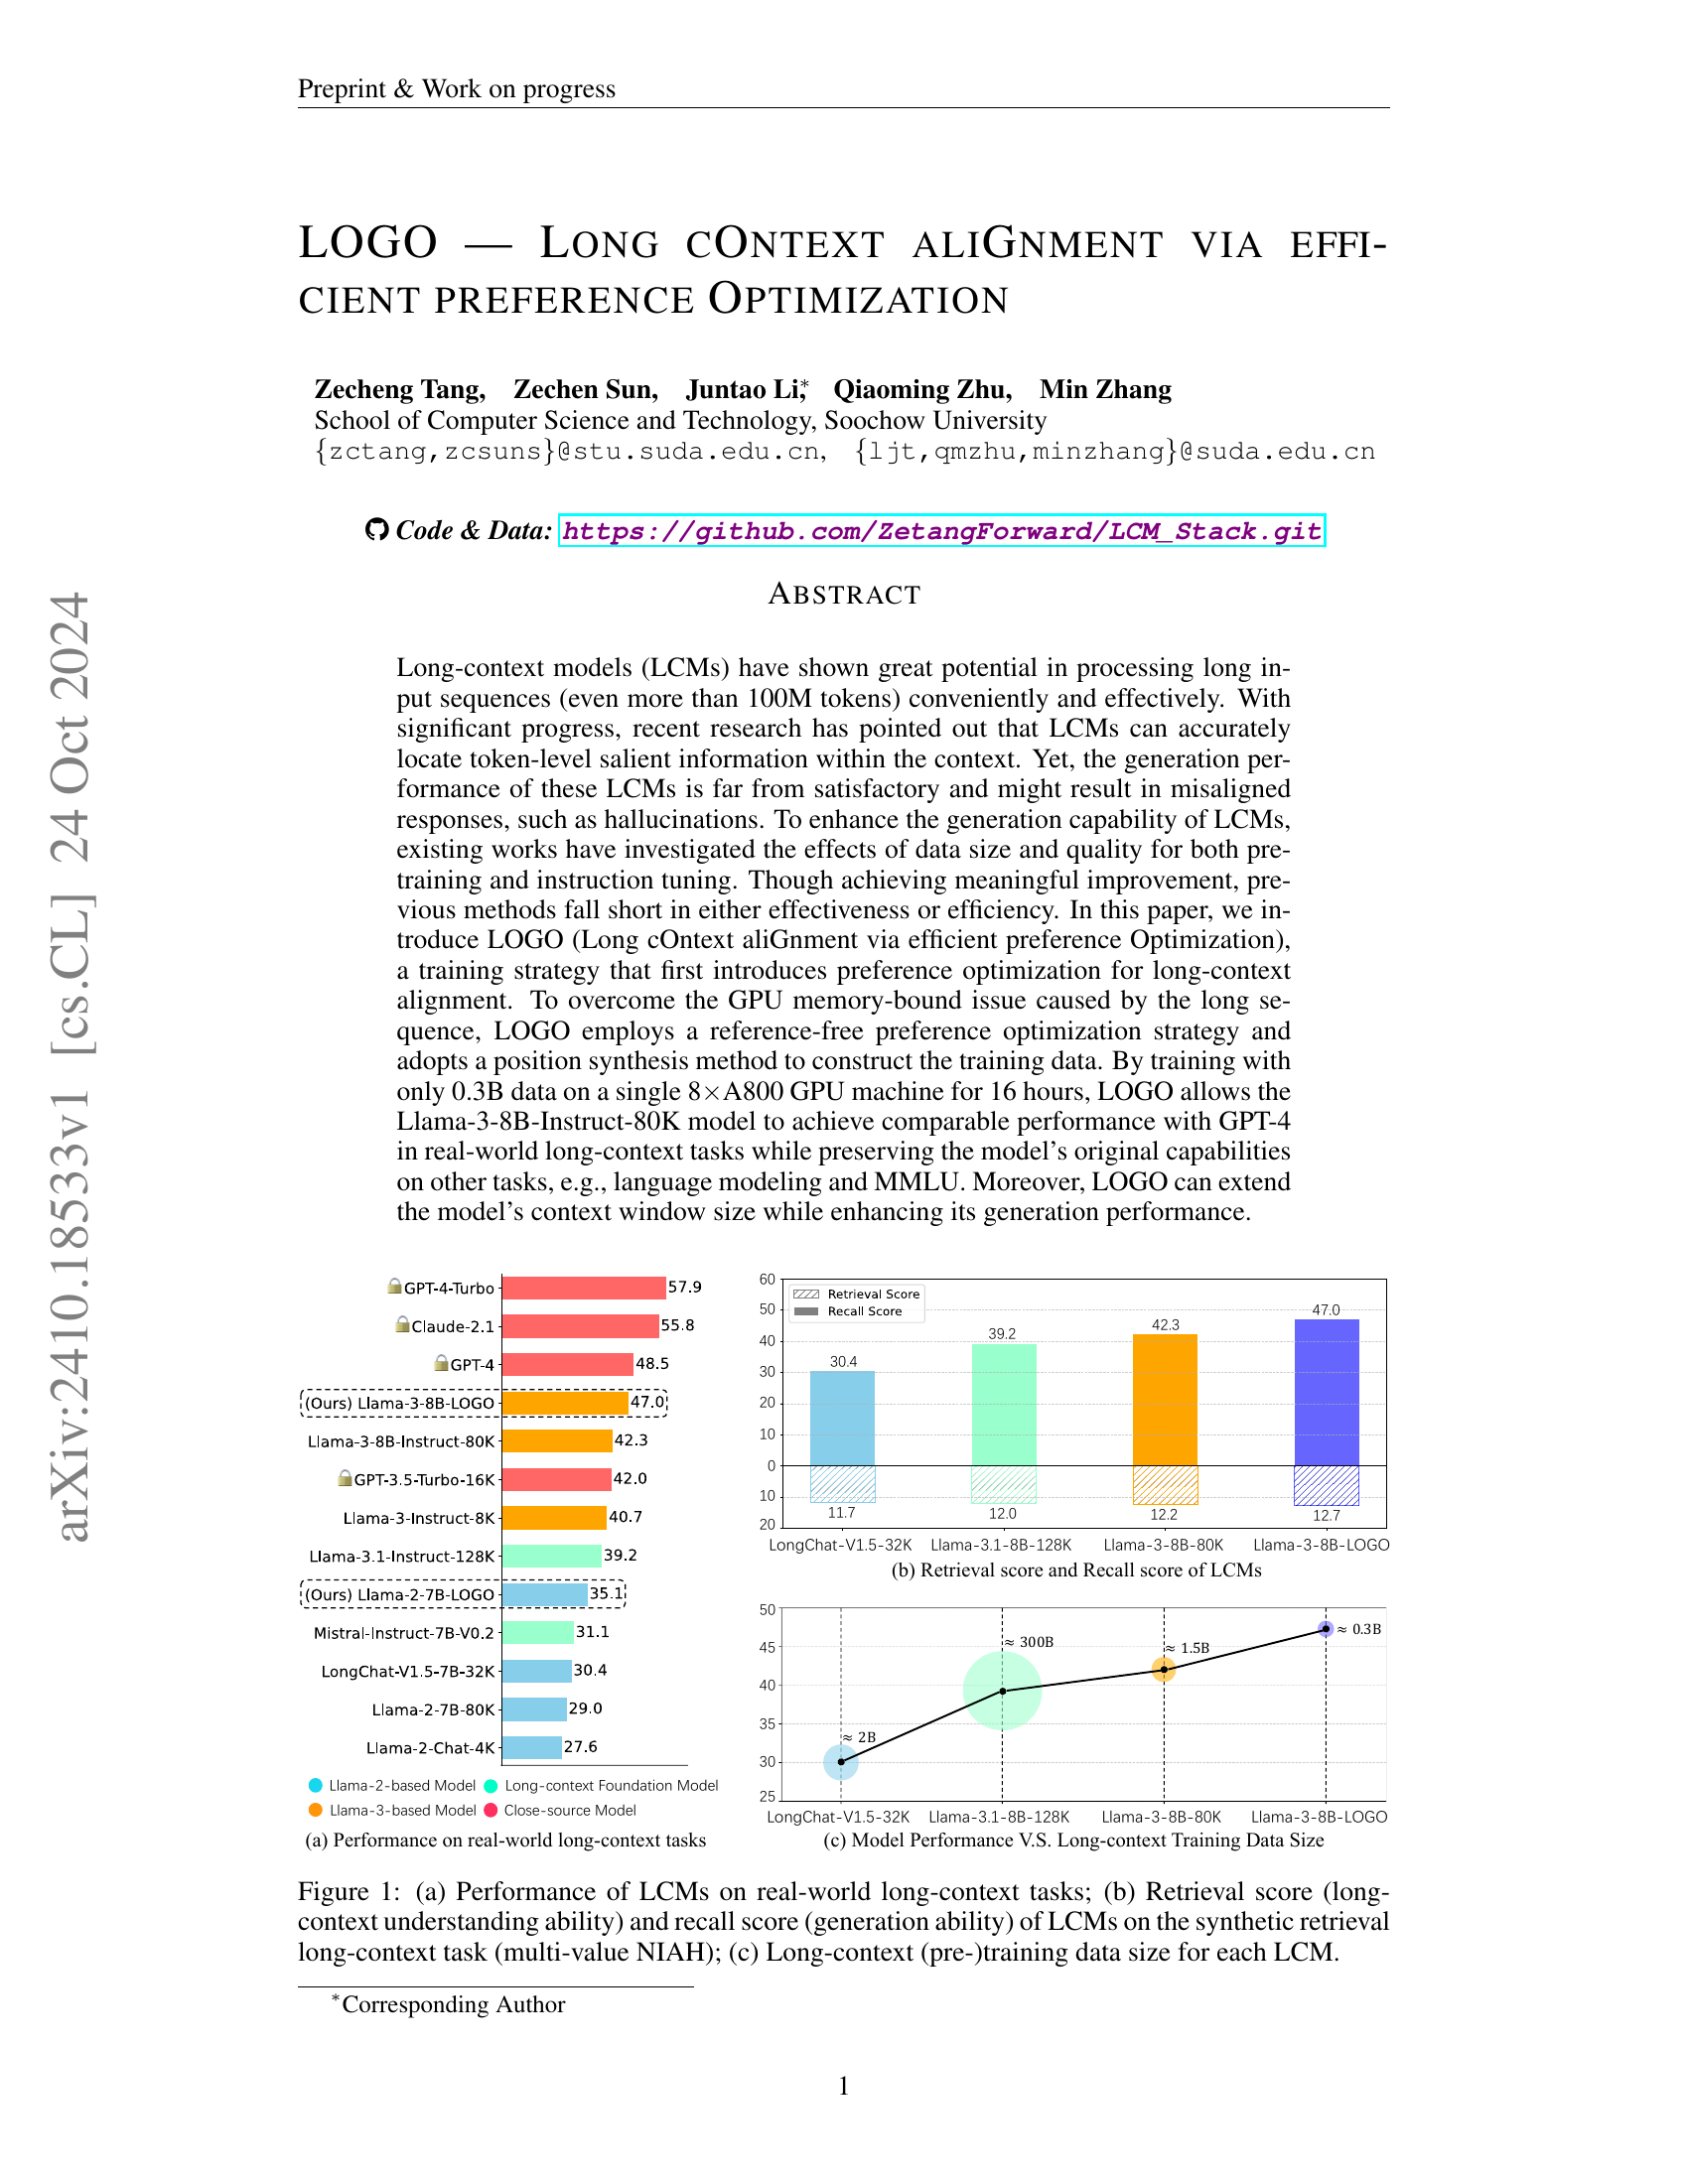 Preprint & Work on progress
LOGO — LONG CONTEXT ALIGNMENT VIA EFFI-
CIENT PREFERENCE OPTIMIZATION
Zecheng Tang, Zechen Sun, Juntao Li,* Qiaoming Zhu, Min Zhang
School of Computer Science and Technology, Soochow University
{zctang,zcsuns}@stu.suda.edu.cn, {ljt,qmzhu,minzhang}@suda.edu.cn
Code & Data: https://github.com/ZetangForward/LCM_Stack.git
ABSTRACT
Long-context models (LCMs) have shown great potential in processing long in-
put sequences (even more than 100M tokens) conveniently and effectively. With
significant progress, recent research has pointed out that LCMs can accurately
locate token-level salient information within the context. Yet, the generation per-
formance of these LCMs is far from satisfactory and might result in misaligned
responses, such as hallucinations. To enhance the generation capability of LCMs,
existing works have investigated the effects of data size and quality for both pre-
training and instruction tuning. Though achieving meaningful improvement, pre-
vious methods fall short in either effectiveness or efficiency. In this paper, we in-
troduce LOGO (Long cOntext aliGnment via efficient preference Optimization),
a training strategy that first introduces preference optimization for long-context
alignment. To overcome the GPU memory-bound issue caused by the long se-
quence, LOGO employs a reference-free preference optimization strategy and
adopts a position synthesis method to construct the training data. By training with
only 0.3B data on a single 8×A800 GPU machine for 16 hours, LOGO allows the
Llama-3-8B-Instruct-80K model to achieve comparable performance with GPT-4
in real-world long-context tasks while preserving the model's original capabilities
on other tasks, e.g., language modeling and MMLU. Moreover, LOGO can extend
the model's context window size while enhancing its generation performance.
GPT-4-Turbo 57.9
Claude-2.1 55.8
GPT-4 48.5
(Ours) Llama-3-8B-LOGO 47.0
Llama-3-8B-Instruct-80K 42.3
GPT-3.5-Turbo-16K 42.0
Llama-3-Instruct-8K 40.7
Llama-3.1-Instruct-128K 39.2
(Ours) Llama-2-7B-LOGO 35.1
Mistral-Instruct-7B-V0.2 31.1
LongChat-V1.5-7B-32K 30.4
Llama-2-7B-80K 29.0
Llama-2-Chat-4K 27.6
Llama-2-based Model Long-context Foundation Model
Llama-3-based Model Close-source Model
(a) Performance on real-world long-context tasks
Retrieval Score
Recall Score
60
50
40
30
20
10
0
10
20
30.4 39.2 42.3 47.0
11.7 12.0 12.2 12.7
LongChat-V1.5-32K Llama-3.1-8B-128K Llama-3-8B-80K Llama-3-8B-LOGO
(b) Retrieval score and Recall score of LCMs
50
45
40
35
30
25
≈ 2B ≈ 300B ≈ 1.5B ≈ 0.3B
LongChat-V1.5-32K Llama-3.1-8B-128K Llama-3-8B-80K Llama-3-8B-LOGO
(c) Model Performance V.S. Long-context Training Data Size
Figure 1: (a) Performance of LCMs on real-world long-context tasks; (b) Retrieval score (long-
context understanding ability) and recall score (generation ability) of LCMs on the synthetic retrieval
long-context task (multi-value NIAH); (c) Long-context (pre-)training data size for each LCM.
*Corresponding Author
1
arXiv:2410.18533v1 [cs.CL] 24 Oct 2024